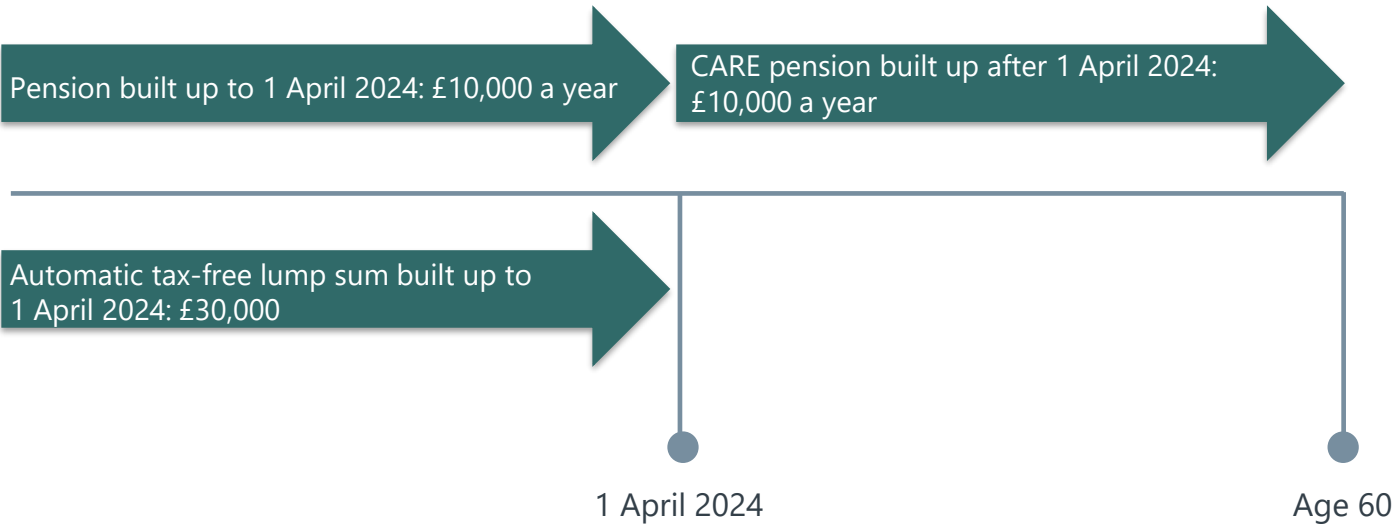 Pension built up to 1 April 2024: £10,000 a year
CARE pension built up after 1 April 2024:
£10,000 a year
Automatic tax-free lump sum built up to
1 April 2024: £30,000
1 April 2024
Age 60